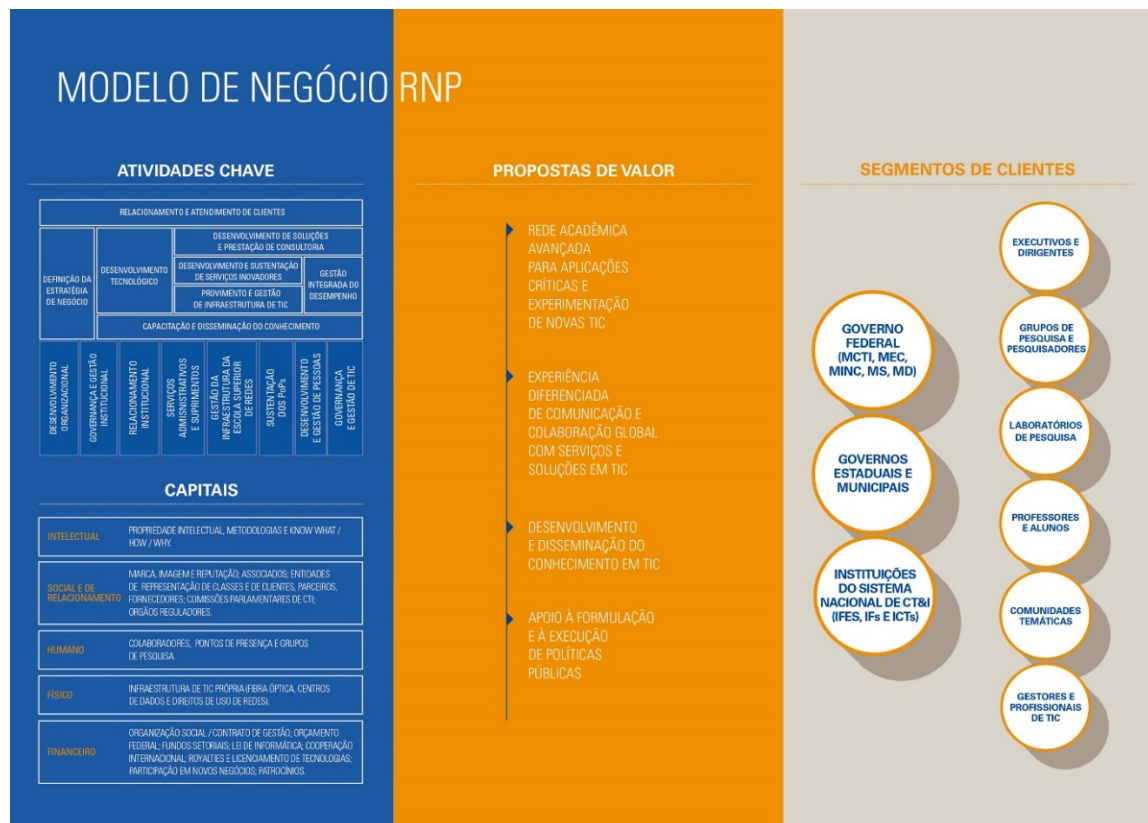 MODELO DE NEGÓCIO RNP
ATIVIDADES CHAVE
RELACIONAMENTO E ATENDIMENTO DE CLIENTES
DEFINIÇÃO DA
ESTRATÉGIA
DE NEGÓCIO
DESENVOLVIMENTO
TECNOLÓGICO
DESENVOLVIMENTO DE SOLUÇÕES
E PRESTAÇÃO DE CONSULTORIA
DESENVOLVIMENTO E SUSTENTAÇÃO
DE SERVIÇOS INOVADORES
PROVIMENTO E GESTÃO
DE INFRAESTRUTURA DE TIC
GESTÃO
INTEGRADA DO
DESEMPENHO
CAPACITAÇÃO E DISSEMINAÇÃO DO CONHECIMENTO
DESENVOLVIMENTO
ORGANIZACIONAL
GOVERNANÇA E GESTÃO
INSTITUCIONAL
RELACIONAMENTO
INSTITUCIONAL
SERVIÇOS
ADMISNISTRATIVOS
E SUPRIMENTOS
GESTÃO DA
INFRAESTRUTURA DA
ESCOLA SUPERIOR
DE REDES
SUSTENTAÇÃO
DOS PoPs
DESENVOLVIMENTO
E GESTÃO DE PESSOAS
GOVERNANÇA
E GESTÃO DE TIC
CAPITAIS
INTELECTUAL
PROPRIEDADE INTELECTUAL, METODOLOGIAS E KNOW WHAT /
HOW / WHY.
SOCIAL E DE
RELACIONAMENTO
MARCA, IMAGEM E REPUTAÇÃO; ASSOCIADOS; ENTIDADES
DE REPRESENTAÇÃO DE CLASSES E DE CLIENTES, PARCEIROS,
FORNECEDORES; COMISSÕES PARLAMENTARES DE CTI;
ORGÃOS REGULADORES.
HUMANO
COLABORADORES, PONTOS DE PRESENÇA E GRUPOS
DE PESQUISA.
FÍSICO
INFRAESTRUTURA DE TIC PRÓPRIA (FIBRA ÓPTICA, CENTROS
DE DADOS E DIREITOS DE USO DE REDES).
FINANCEIRO
ORGANIZAÇÃO SOCIAL / CONTRATO DE GESTÃO; ORÇAMENTO
FEDERAL; FUNDOS SETORIAIS; LEI DE INFORMÁTICA; COOPERAÇÃO
INTERNACIONAL; ROYALTIES E LICENCIAMENTO DE TECNOLOGIAS;
PARTICIPAÇÃO EM NOVOS NEGÓCIOS; PATROCÍNIOS.
PROPOSTAS DE VALOR
REDE ACADÊMICA
AVANÇADA
PARA APLICAÇÕES
CRÍTICAS E
EXPERIMENTAÇÃO
DE NOVAS TIC
EXPERIÊNCIA
DIFERENCIADA
DE COMUNICAÇÃO E
COLABORAÇÃO GLOBAL
COM SERVIÇOS E
SOLUÇÕES EM TIC
DESENVOLVIMENTO
E DISSEMINAÇÃO DO
CONHECIMENTO EM TIC
APOIO À FORMULAÇÃO
E À EXECUÇÃO
DE POLÍTICAS
PÚBLICAS
SEGMENTOS DE CLIENTES
GOVERNO
FEDERAL
(MCTI, MEC,
MINC, MS, MD)
GOVERNOS
ESTADUAIS E
MUNICIPAIS
INSTITUIÇÕES
DO SISTEMA
NACIONAL DE CT&I
(IFES, IFs E ICTs)
EXECUTIVOS E
DIRIGENTES
GRUPOS DE
PESQUISA E
PESQUISADORES
LABORATÓRIOS
DE PESQUISA
PROFESSORES
E ALUNOS
COMUNIDADES
TEMÁTICAS
GESTORES E
PROFISSIONAIS
DE TIC